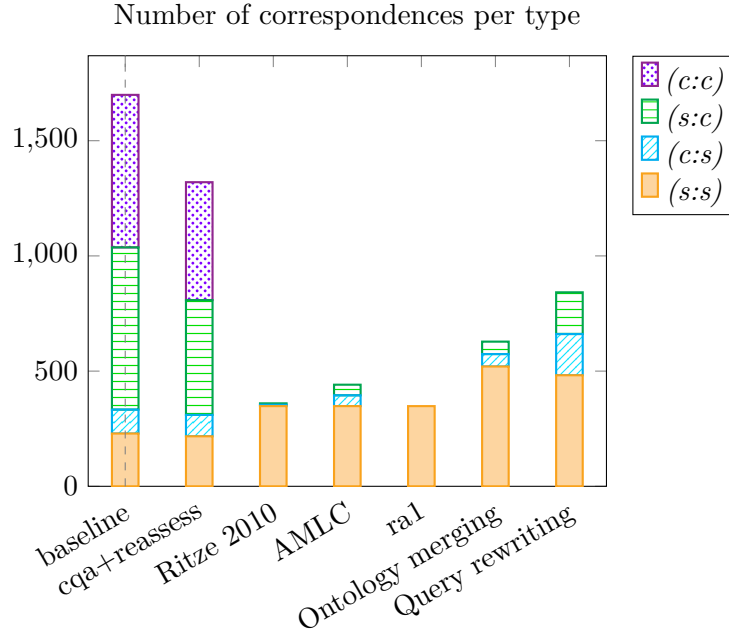 Number of correspondences per type
(c:c)
(s:c)
(c:s)
(s:s)
1,500
1,000
500
0
baseline
cqa+reassess
Ritze 2010
AMLC
ra1
Ontology merging
Query rewriting